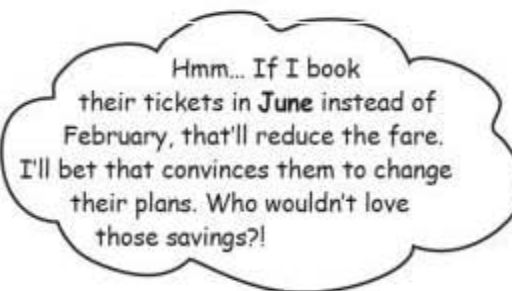 Hmm... If I book
their tickets in June instead of
February, that'll reduce the fare.
I'll bet that convinces them to change
their plans. Who wouldn't love
those savings?!